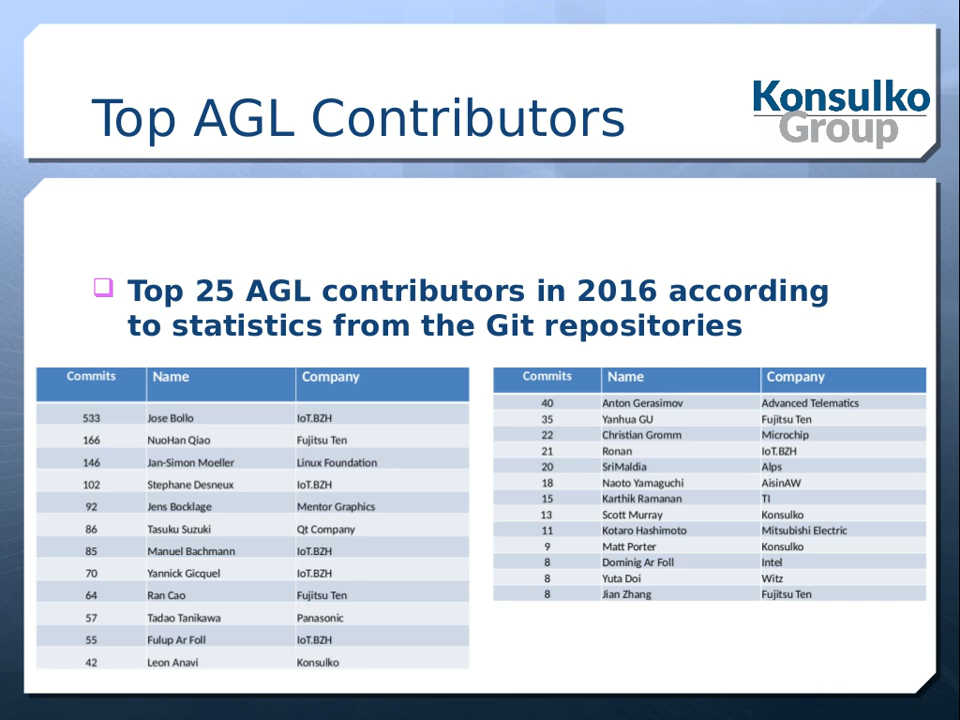 Top AGL Contributors
Konsulko
Group
Top 25 AGL contributors in 2016 according
to statistics from the Git repositories
Commits Name Company
533 Jose Bollo IoT.BZH
166 NuoHan Qiao Fujitsu Ten
146 Jan-Simon Moeller Linux Foundation
102 Stephane Desneux IoT.BZH
92 Jens Bocklage Mentor Graphics
86 Tasuku Suzuki Qt Company
85 Manuel Bachmann IoT.BZH
70 Yannick Gicquel IoT.BZH
64 Ran Cao Fujitsu Ten
57 Tadao Tanikawa Panasonic
55 Fulup Ar Foll IoT.BZH
42 Leon Anavi Konsulko
Commits Name Company
40 Anton Gerasimov Advanced Telematics
35 Yanhua GU Fujitsu Ten
22 Christian Gromm Microchip
21 Ronan IoT.BZH
20 SriMaldia Alps
18 Naoto Yamaguchi AisinAW
15 Karthik Ramanan TI
13 Scott Murray Konsulko
11 Kotaro Hashimoto Mitsubishi Electric
9 Matt Porter Konsulko
8 Dominig Ar Foll Intel
8 Yuta Doi Witz
8 Jian Zhang Fujitsu Ten